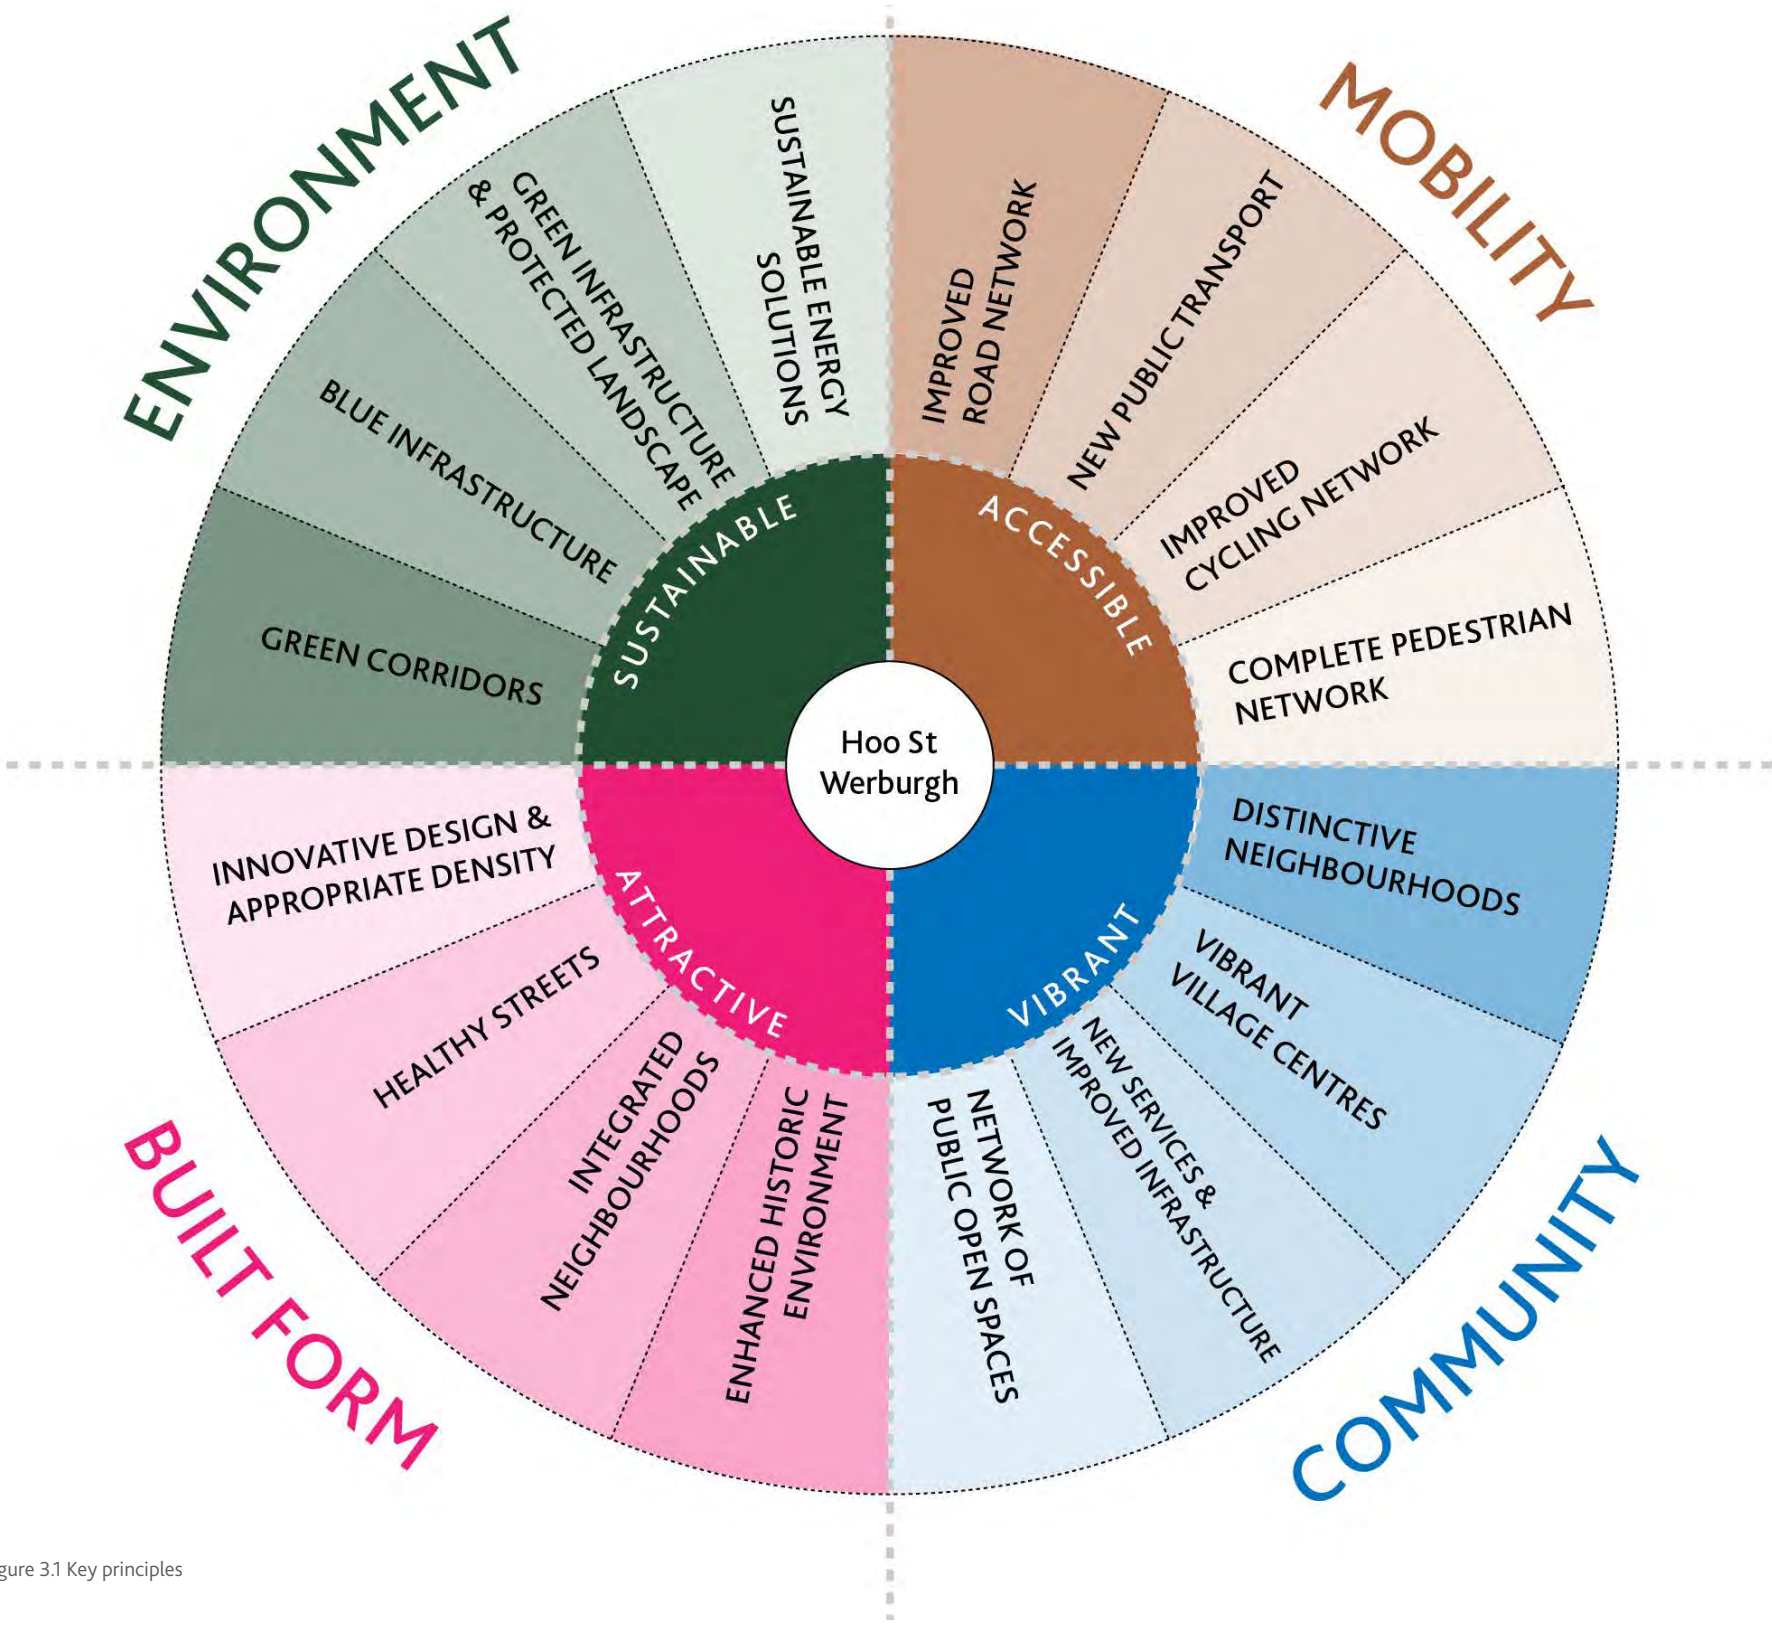 ENVIRONMENT
SUSTAINABLE ENERGY
SOLUTIONS
GREEN INFRASTRUCTURE
& PROTECTED LANDSCAPE
BLUE INFRASTRUCTURE
GREEN CORRIDORS
SUSTAINABLE
MOBILITY
IMPROVED
ROAD NETWORK
NEW PUBLIC TRANSPORT
IMPROVED
CYCLING NETWORK
COMPLETE PEDESTRIAN
NETWORK
ACCESSIBLE
Hoo St
Werburgh
INNOVATIVE DESIGN &
APPROPRIATE DENSITY
HEALTHY STREETS
INTEGRATED
NEIGHBOURHOODS
ENHANCED HISTORIC
ENVIRONMENT
ATTRACTIVE
BUILT FORM
DISTINCTIVE
NEIGHBOURHOODS
VIBRANT
VILLAGE CENTRES
NEW SERVICES &
IMPROVED INFRASTRUCTURE
NETWORK OF
PUBLIC OPEN SPACES
VIBRANT
COMMUNITY
gure 3.1 Key principles